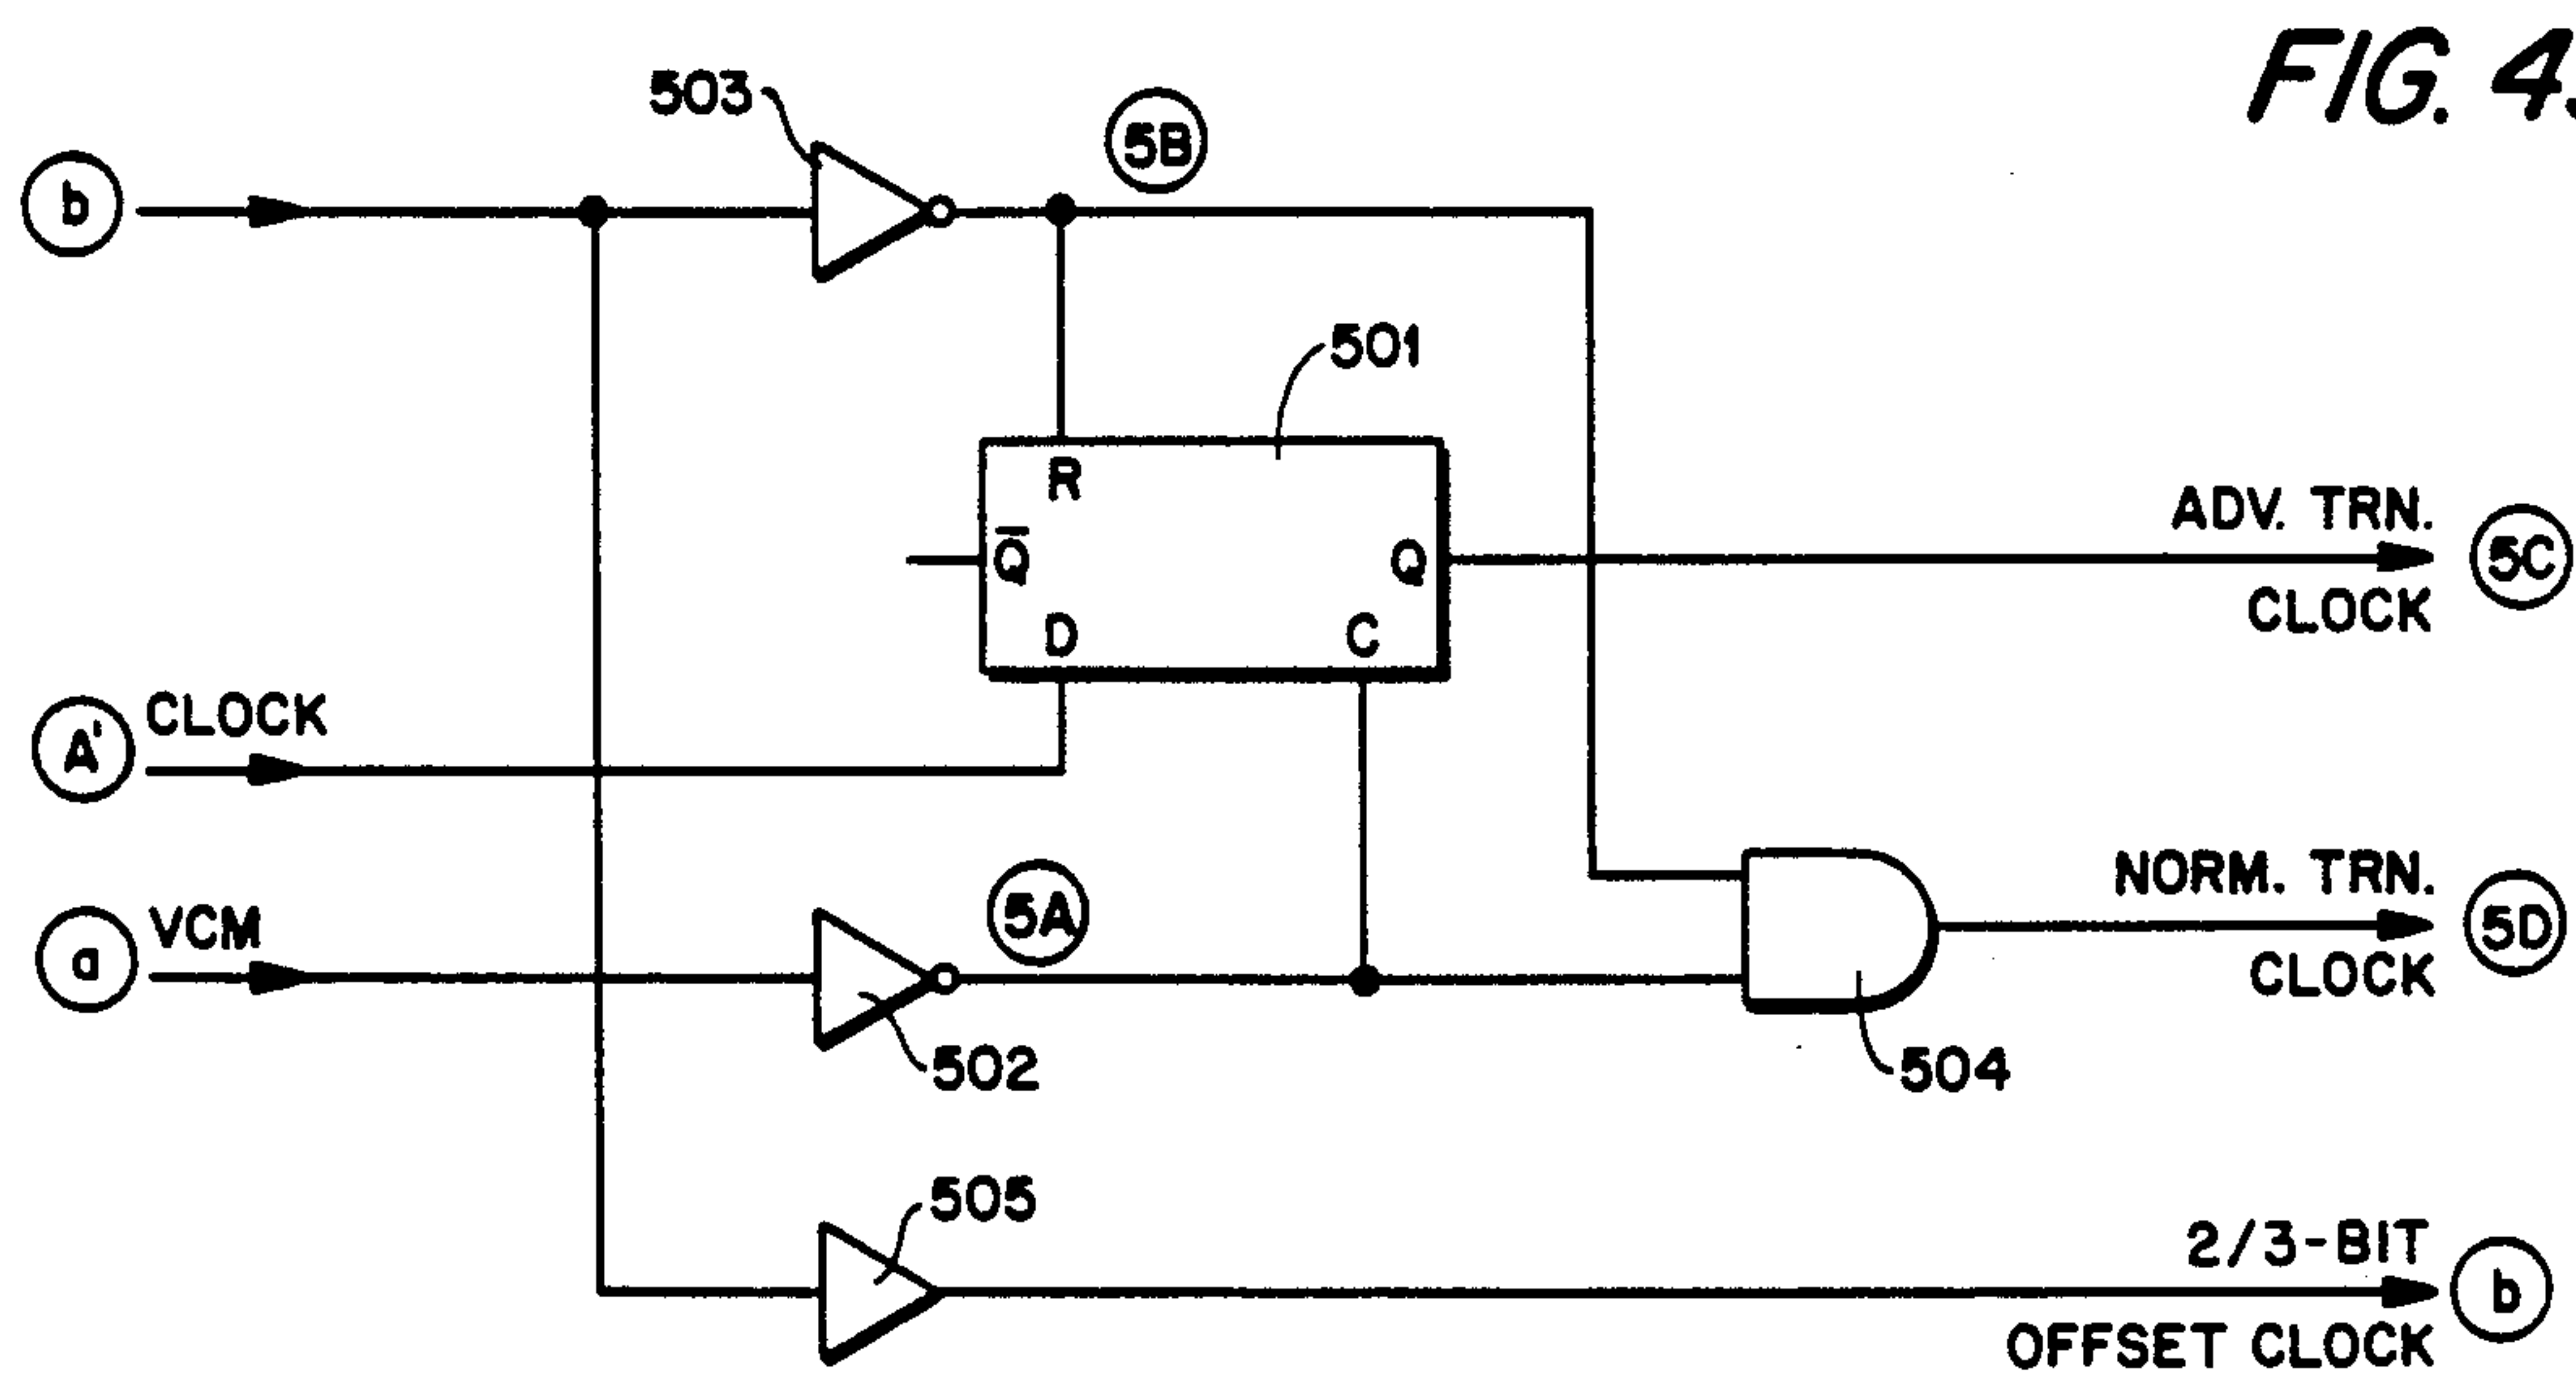 FIG. 4.
503
5B
b
501
R
Q̅
Q
D
C
ADV. TRN.
CLOCK
5C
A'
CLOCK
a
VCM
5A
502
NORM. TRN.
CLOCK
5D
504
505
2/3-BIT
OFFSET CLOCK
b